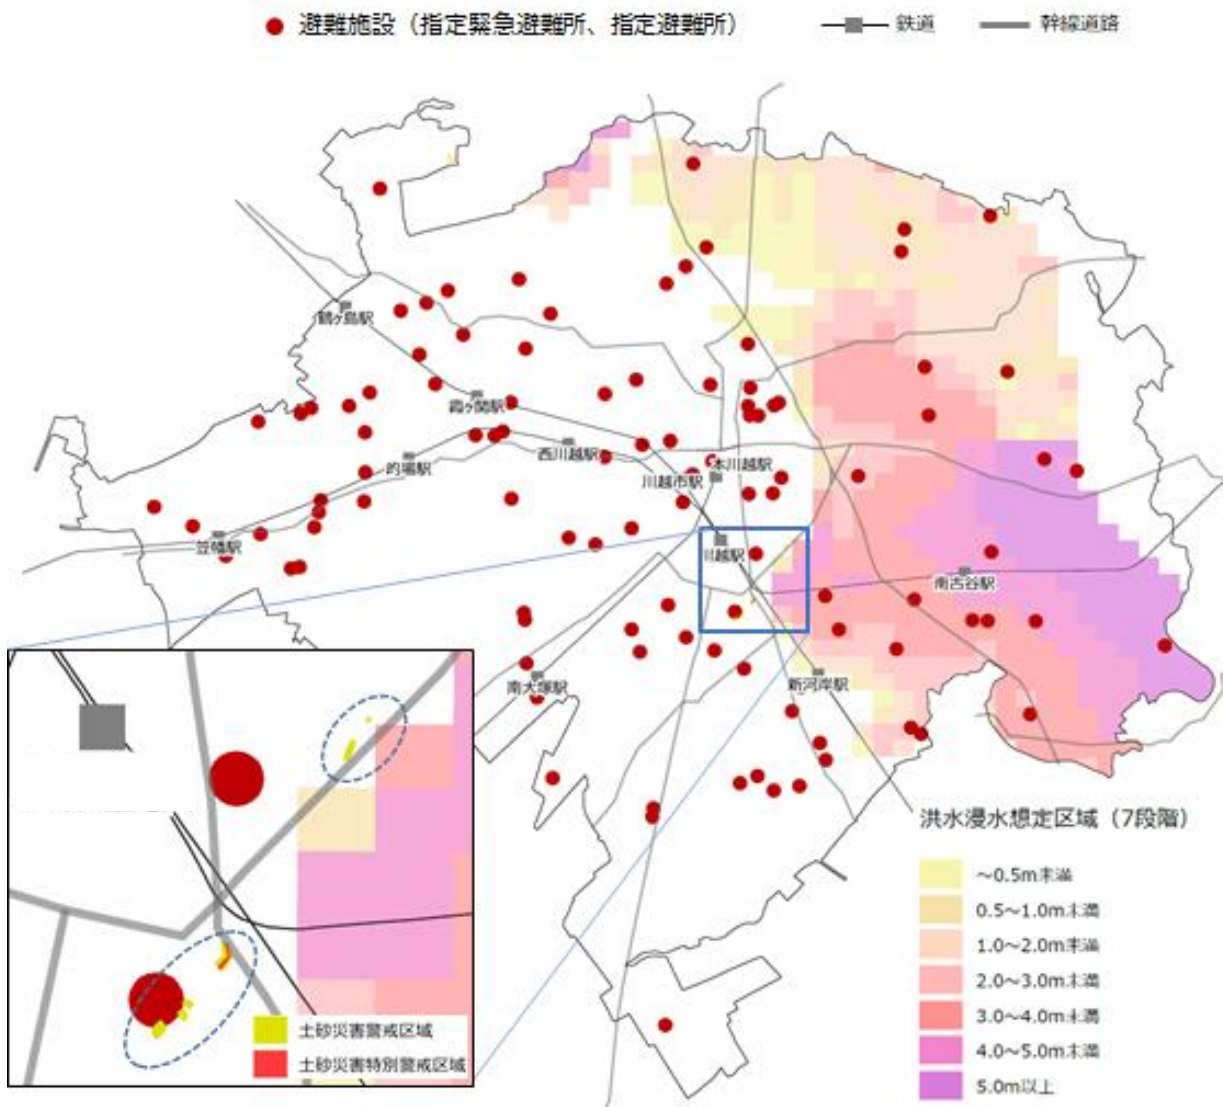 避難施設（指定緊急避難所、指定避難所）
鉄道
幹線道路
鶴ヶ島駅
霞ヶ関駅
西川越駅
的場駅
本川越駅
川越市駅
笠幡駅
川越駅
南古谷駅
南大塚駅
新河岸駅
土砂災害警戒区域
土砂災害特別警戒区域
洪水浸水想定区域（7段階）
～0.5m未満
0.5～1.0m未満
1.0～2.0m未満
2.0～3.0m未満
3.0～4.0m未満
4.0～5.0m未満
5.0m以上